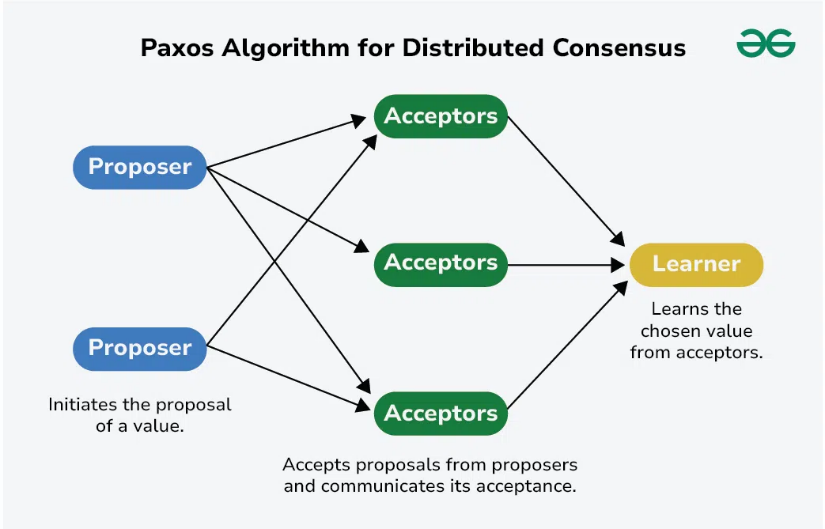 Paxos Algorithm for Distributed Consensus
Acceptors
Proposer
Acceptors
Learner
Learns the
chosen value
from acceptors.
Proposer
Initiates the proposal
of a value.
Acceptors
Accepts proposals from proposers
and communicates its acceptance.